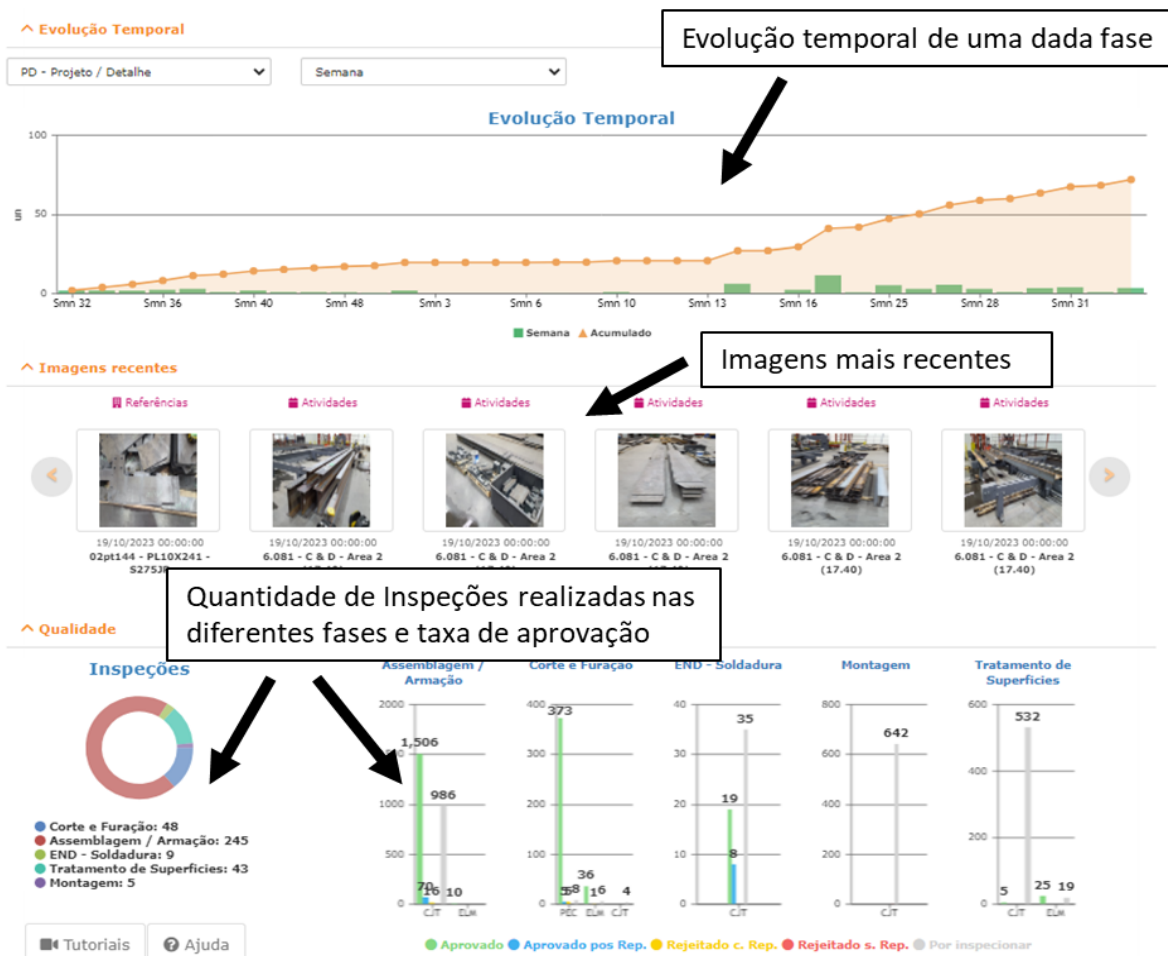 Evolução Temporal
Evolução temporal de uma dada fase
PD - Projeto / Detalhe
Semana
Evolução Temporal
100
un
50
0
Smn 32 Smn 36 Smn 40 Smn 48 Smn 3 Smn 6 Smn 10 Smn 13 Smn 16 Smn 25 Smn 28 Smn 31
Semana Acumulado
Imagens mais recentes
Imagens recentes
Referências Atividades Atividades Atividades Atividades Atividades
19/10/2023 00:00:00 19/10/2023 00:00:00 19/10/2023 00:00:00 19/10/2023 00:00:00 19/10/2023 00:00:00 19/10/2023 00:00:00
02pt144 - PL10X241 - 6.081 - C & D - Area 2 6.081 - C & D - Area 2 6.081 - C & D - Area 2 6.081 - C & D - Area 2 6.081 - C & D - Area 2
(17.40) (17.40)
Quantidade de Inspeções realizadas nas
diferentes fases e taxa de aprovação
Qualidade
Inspeções
Corte e Furação: 48
Assemblagem / Armação: 245
END - Soldadura: 9
Tratamento de Superficies: 43
Montagem: 5
Assemblagem /
Armação
2000
1,506
1000
986
500
70
16
10
0
CJT ELM
Corte e Furação
400
373
300
200
100
36
8
1
6
4
0
PEC ELM CJT
END - Soldadura
40
35
30
20
19
10
8
0
CJT
Montagem
800
642
600
400
200
0
CJT
Tratamento de
Superficies
600
532
400
200
5
25
19
0
CJT ELM
Tutoriais
Ajuda
Aprovado Aprovado pos Rep. Rejeitado c. Rep. Rejeitado s. Rep. Por inspecionar